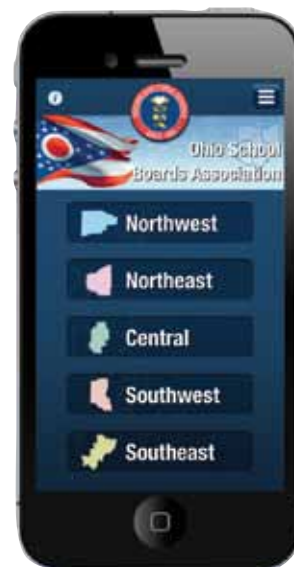 Ohio School
Boards Association
Northwest
Northeast
Central
Southwest
Southeast